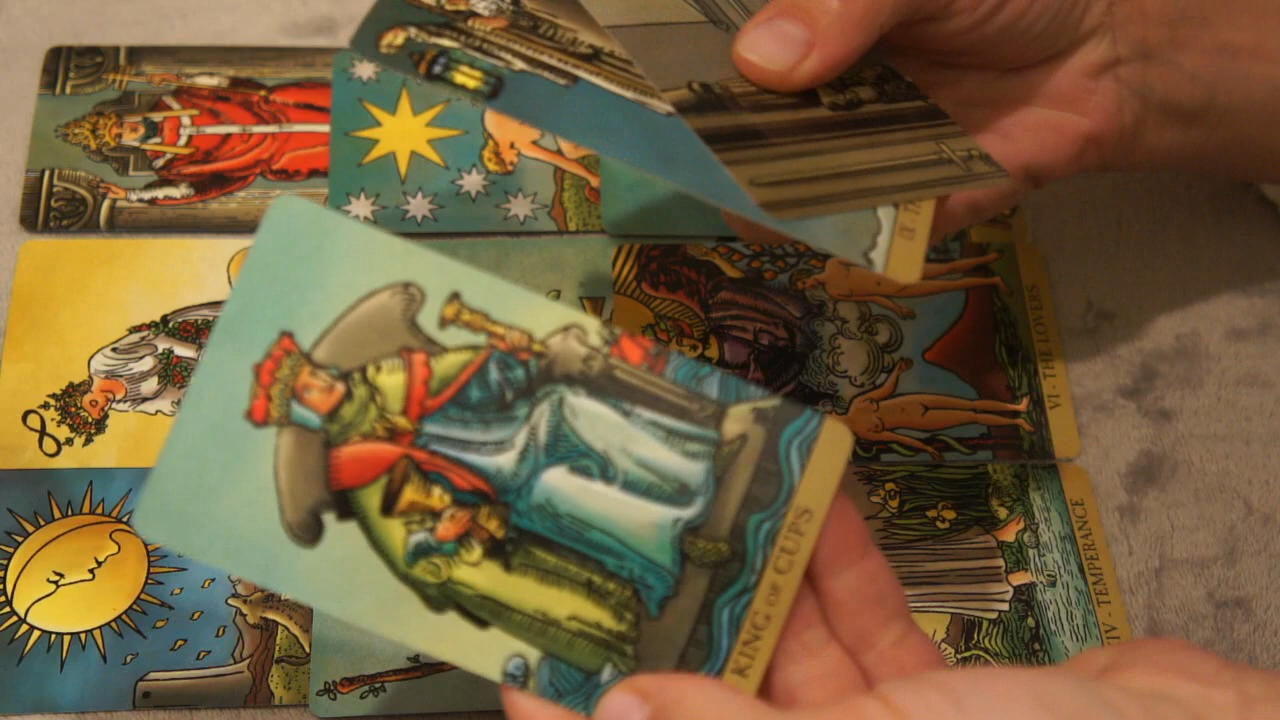 VI - THE LOVERS
KING OF CUPS
XIV - TEMPERANCE